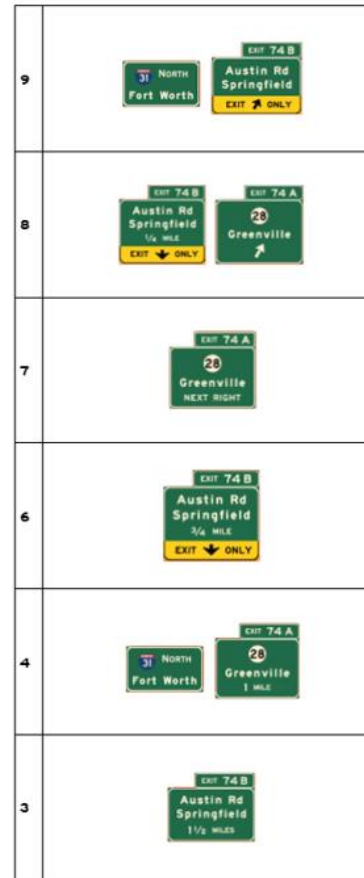 9
EXIT 74 B
31 NORTH
Fort Worth
Austin Rd
Springfield
EXIT ONLY
8
EXIT 74 B
Austin Rd
Springfield
1/4 MILE
EXIT ONLY
EXIT 74 A
28
Greenville
7
EXIT 74 A
28
Greenville
NEXT RIGHT
6
EXIT 74 B
Austin Rd
Springfield
3/4 MILE
EXIT ONLY
4
31 NORTH
Fort Worth
EXIT 74 A
28
Greenville
1 MILE
3
EXIT 74 B
Austin Rd
Springfield
1 1/2 MILES